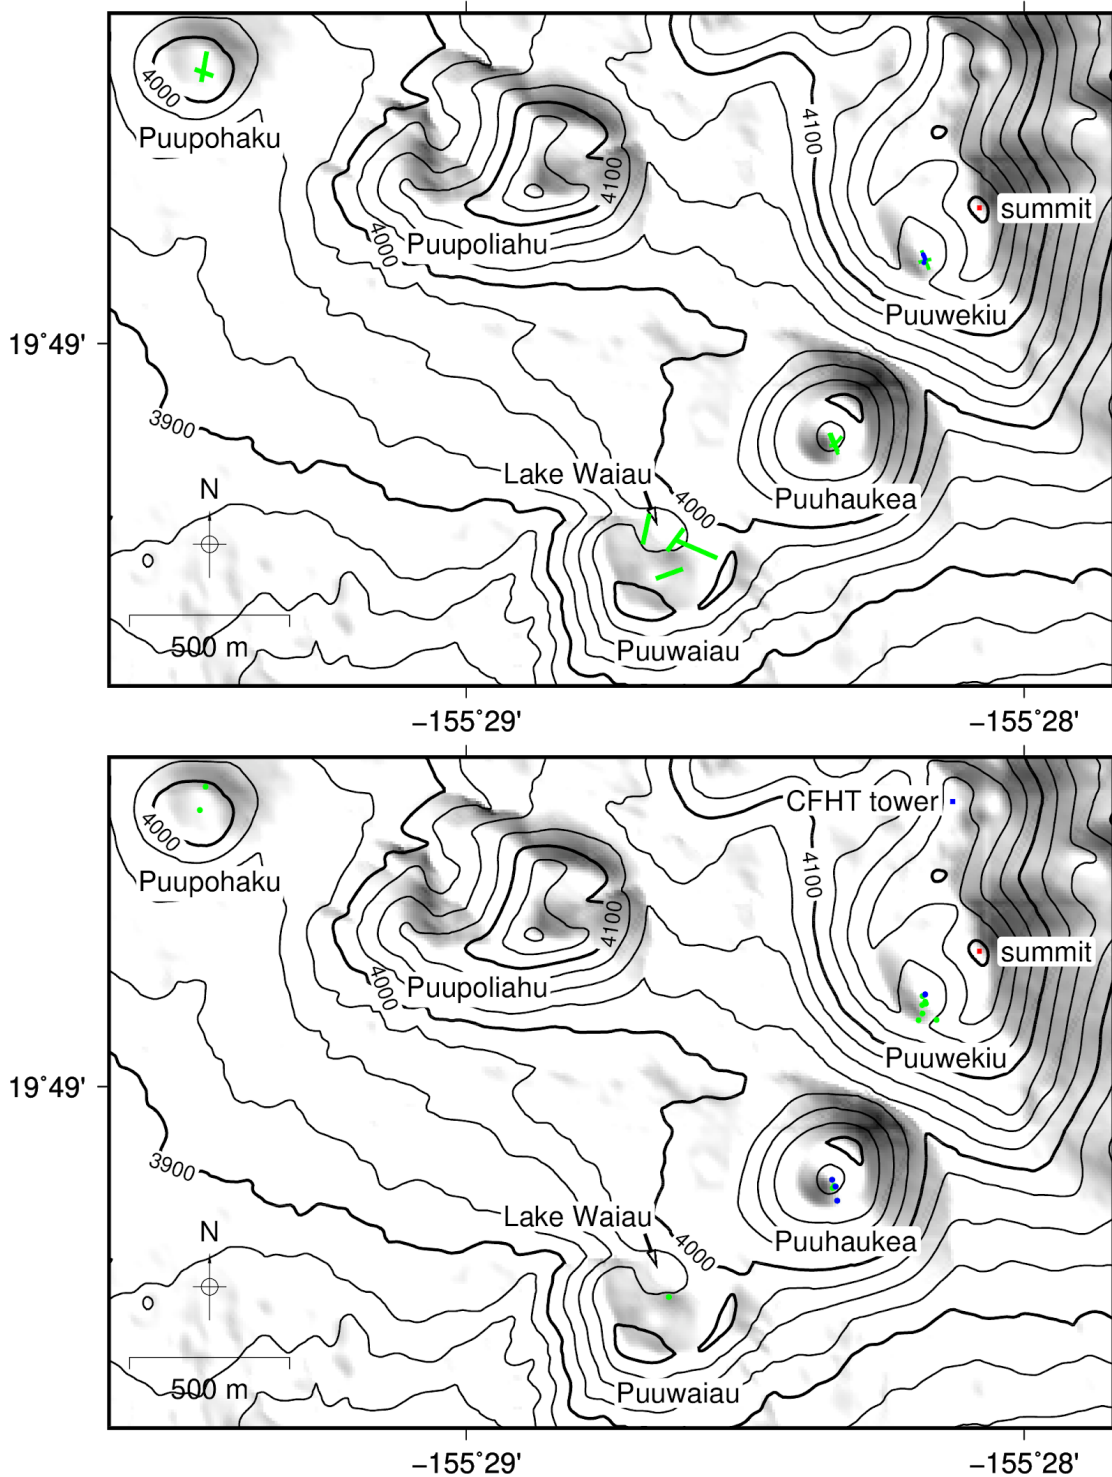 4000
Puupohaku
4100
4100
summit
4000
Puupoliahu
Puuwekiu
19˚49'
3900
Lake Waiau
N
4000
Puuhaukea
500 m
Puuwaiau
−155˚29'
−155˚28'
CFHT tower
4000
Puupohaku
4100
4100
summit
4000
Puupoliahu
Puuwekiu
19˚49'
3900
Lake Waiau
N
4000
Puuhaukea
500 m
Puuwaiau
−155˚29'
−155˚28'